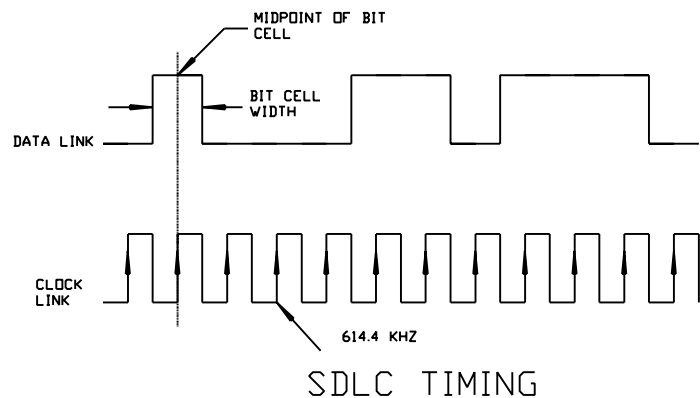 MIDPOINT OF BIT
CELL
BIT CELL
WIDTH
DATA LINK
CLOCK
LINK
614.4 KHZ
SDLC TIMING